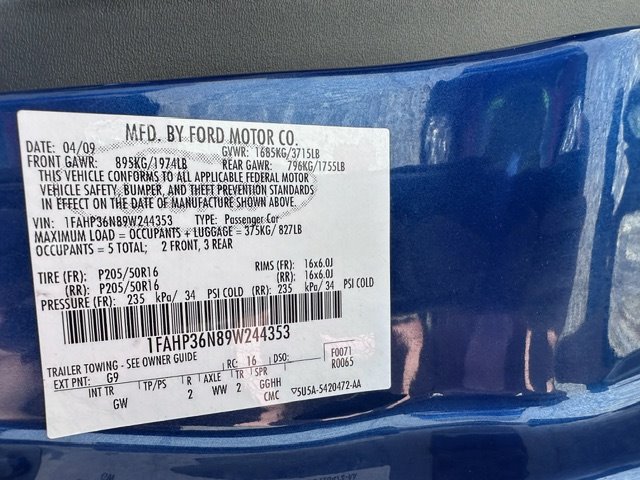 MFD. BY FORD MOTOR CO.
DATE: 04/09 GVWR: 1685KG/3715LB
FRONT GAWR: 895KG/1974LB REAR GAWR: 796KG/1755LB
THIS VEHICLE CONFORMS TO ALL APPLICABLE FEDERAL MOTOR
VEHICLE SAFETY, BUMPER, AND THEFT PREVENTION STANDARDS
IN EFFECT ON THE DATE OF MANUFACTURE SHOWN ABOVE.
VIN: 1FAHP36N89W244353 TYPE: Passenger Car
MAXIMUM LOAD = OCCUPANTS + LUGGAGE = 375KG/ 827LB
OCCUPANTS = 5 TOTAL; 2 FRONT, 3 REAR
TIRE (FR): P205/50R16 RIMS (FR): 16x6.0J
(RR): P205/50R16 (RR): 16x6.0J
PRESSURE (FR): 235 kPa/ 34 PSI COLD (RR): 235 kPa/ 34 PSI COLD
1FAHP36N89W244353
TRAILER TOWING - SEE OWNER GUIDE RC: 16 DSO: F0071
R0065
EXT PNT: G9
INT TR TP/PS R AXLE TR SPR
GW 2 WW 2 GGHH
CMC 5U5A-5420472-AA